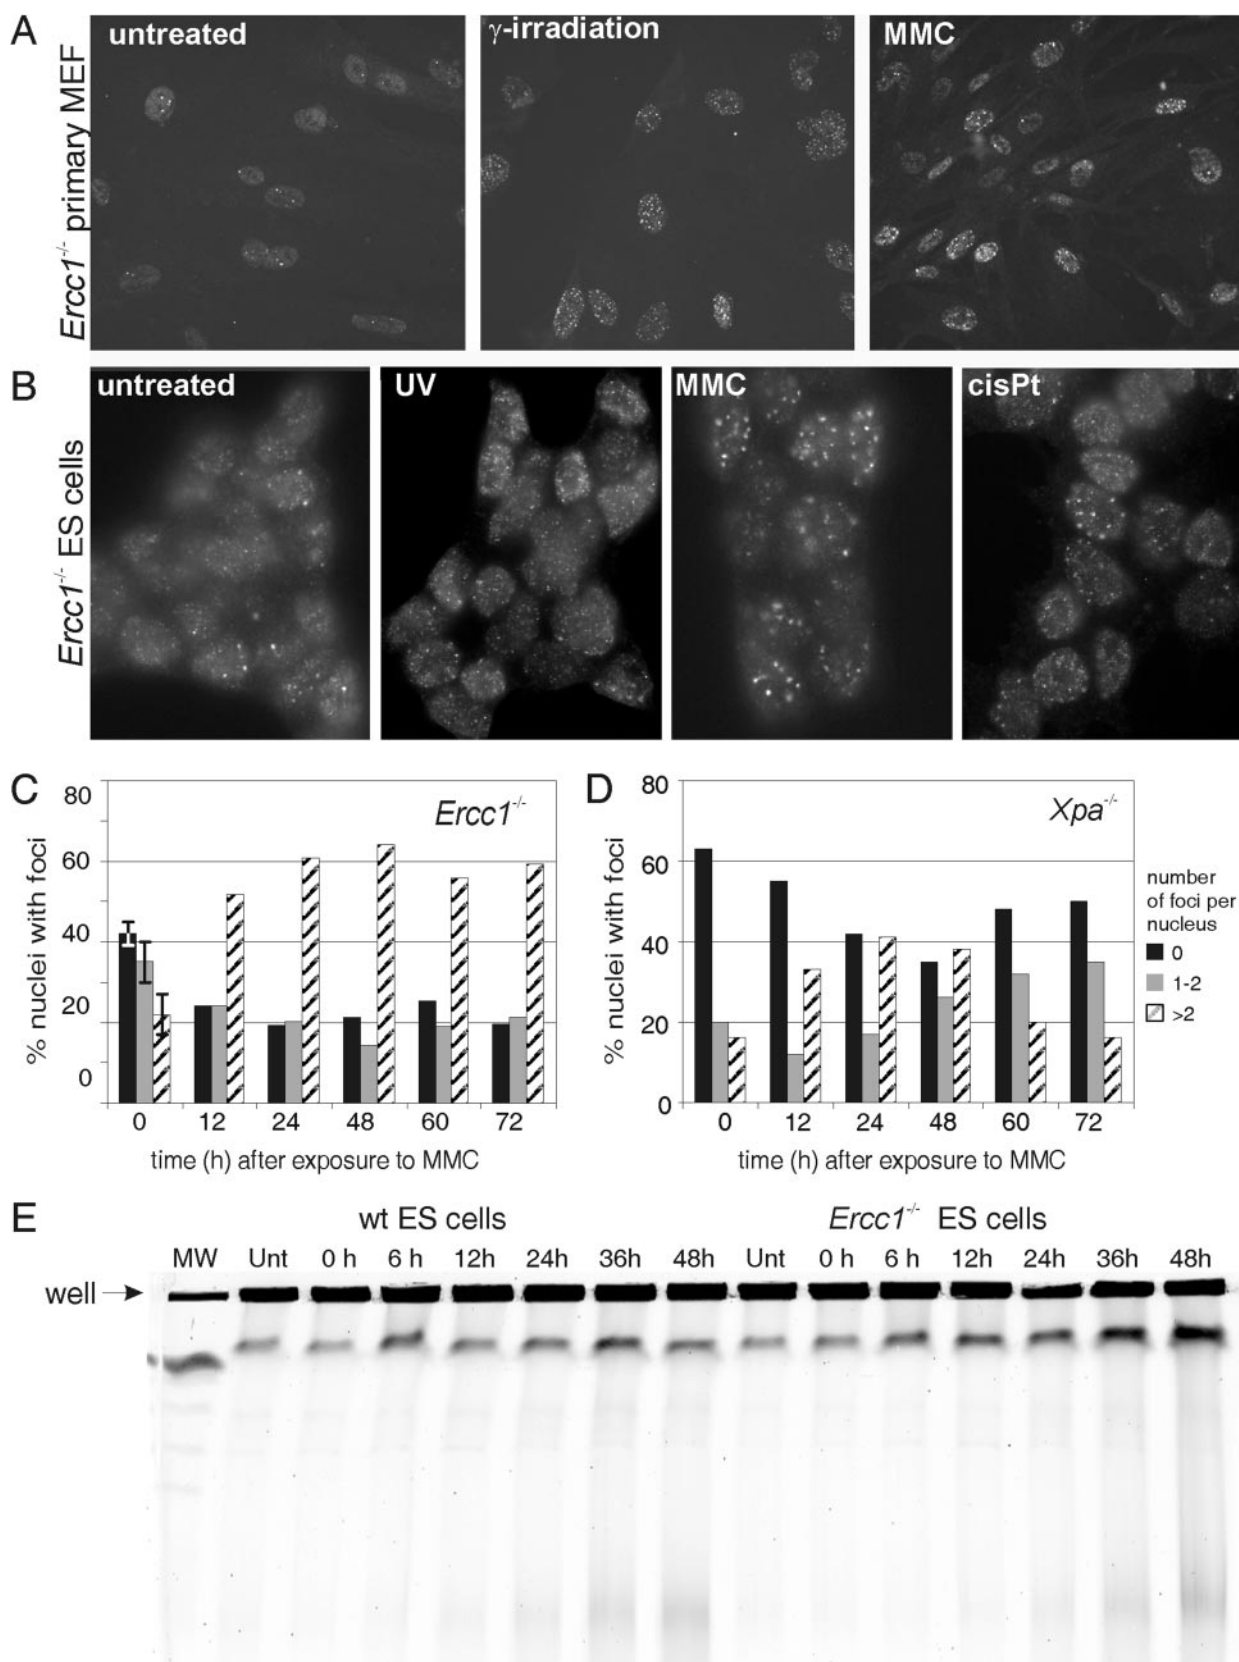 A
Ercc1-/- primary MEF
untreated
γ-irradiation
MMC
B
Ercc1-/- ES cells
untreated
UV
MMC
cisPt
C
Ercc1-/-
% nuclei with foci
80
60
40
20
0
0 12 24 48 60 72
time (h) after exposure to MMC
D
Xpa-/-
% nuclei with foci
80
60
40
20
0
0 12 24 48 60 72
time (h) after exposure to MMC
number
of foci per
nucleus
0
1-2
>2
E
wt ES cells
Ercc1-/- ES cells
MW Unt 0 h 6 h 12h 24h 36h 48h Unt 0 h 6 h 12h 24h 36h 48h
well